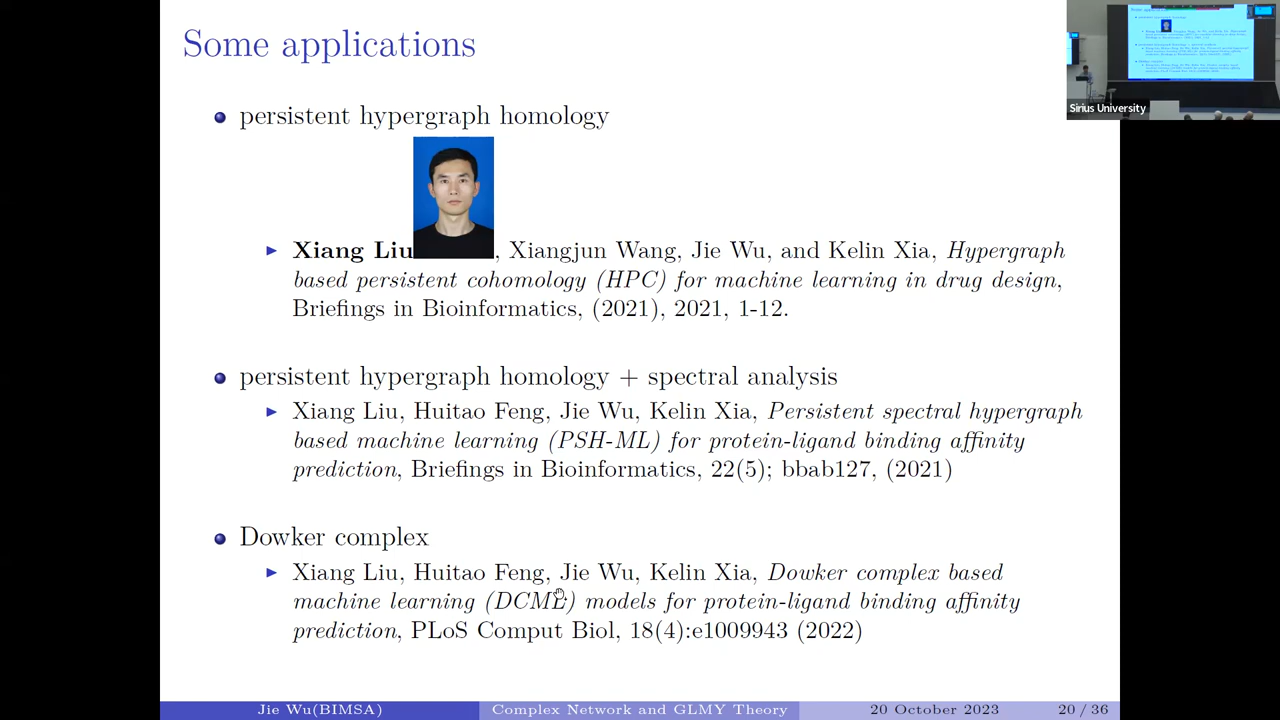 Some applications
persistent hypergraph homology
Xiang Liu , Xiangjun Wang, Jie Wu, and Kelin Xia, Hypergraph
based persistent cohomology (HPC) for machine learning in drug design,
Briefings in Bioinformatics, (2021), 2021, 1-12.
persistent hypergraph homology + spectral analysis
Xiang Liu, Huitao Feng, Jie Wu, Kelin Xia, Persistent spectral hypergraph
based machine learning (PSH-ML) for protein-ligand binding affinity
prediction, Briefings in Bioinformatics, 22(5); bbab127, (2021)
Dowker complex
Xiang Liu, Huitao Feng, Jie Wu, Kelin Xia, Dowker complex based
machine learning (DCML) models for protein-ligand binding affinity
prediction, PLoS Comput Biol, 18(4):e1009943 (2022)
Jie Wu(BIMSA) Complex Network and GLMY Theory 20 October 2023 20 / 36
Sirius University